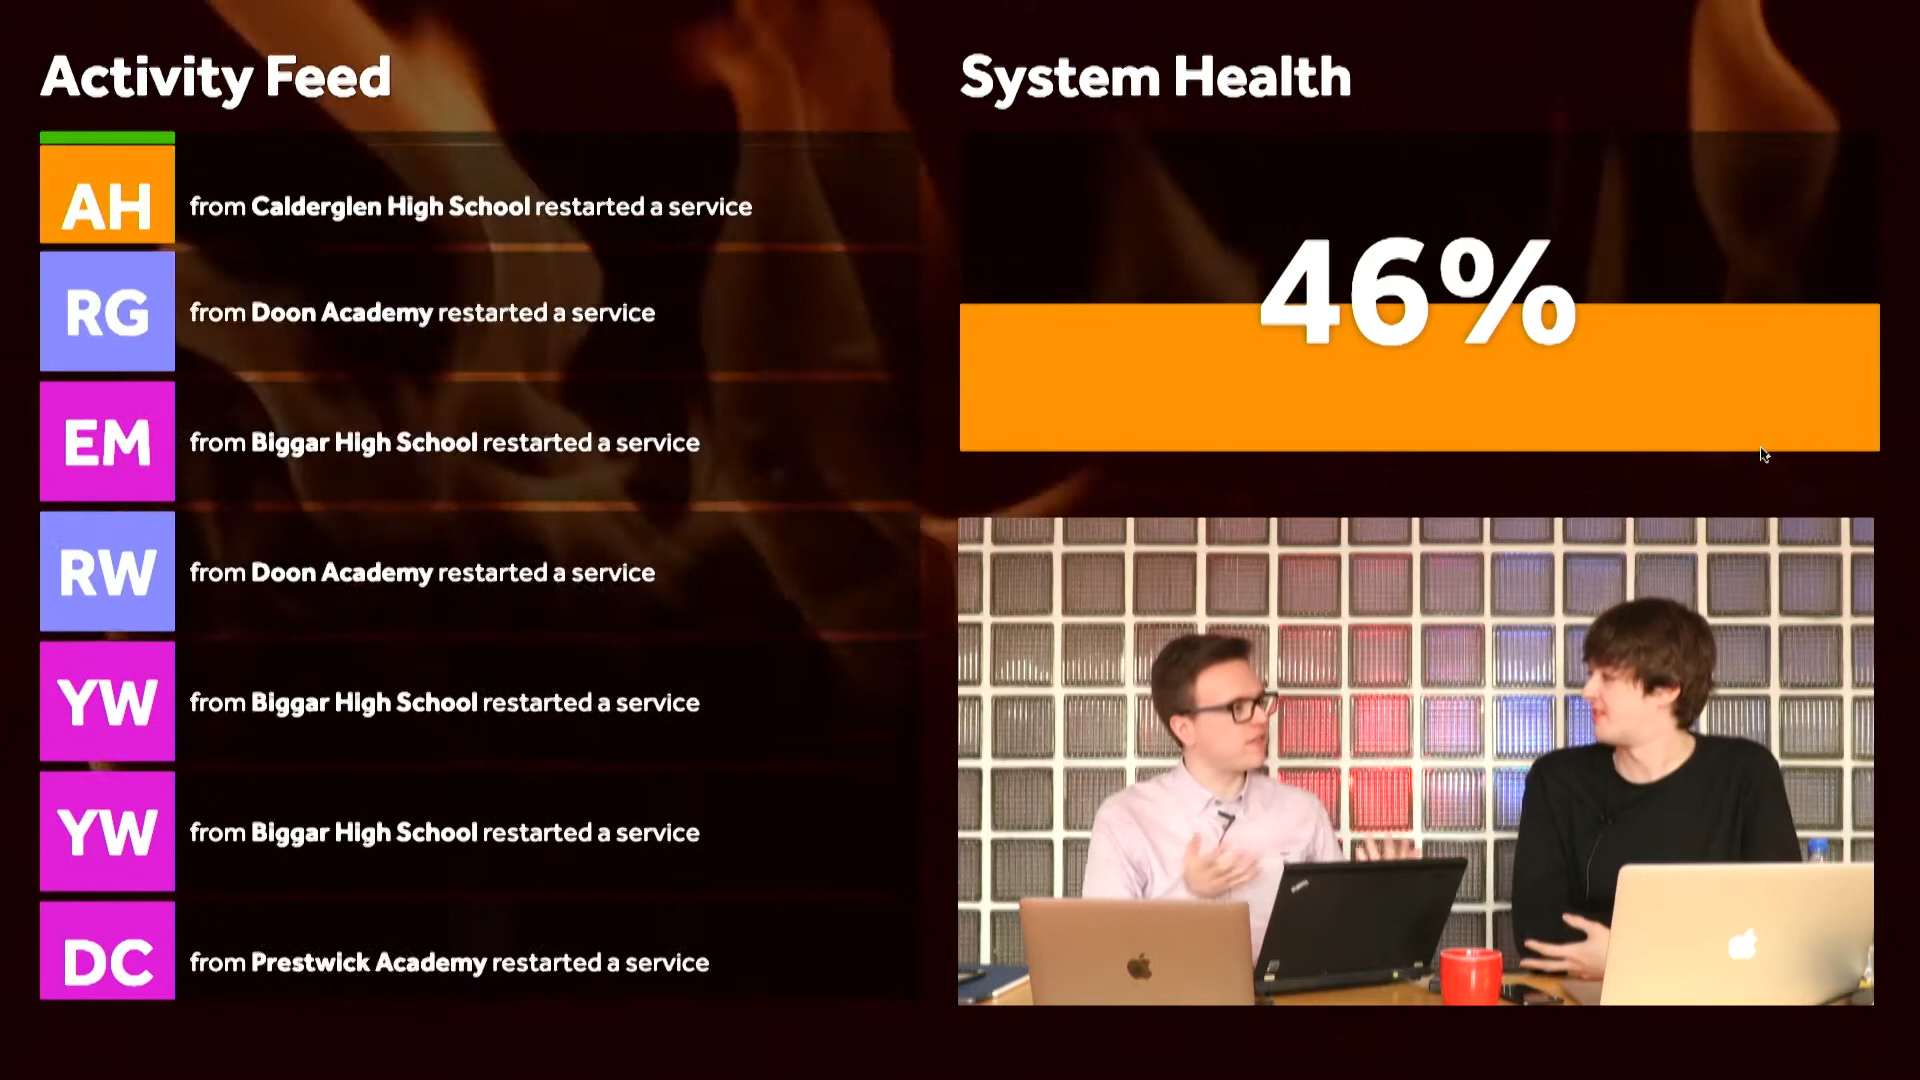 Activity Feed
AH
from Calderglen High School restarted a service
RG
from Doon Academy restarted a service
EM
from Biggar High School restarted a service
RW
from Doon Academy restarted a service
YW
from Biggar High School restarted a service
YW
from Biggar High School restarted a service
DC
from Prestwick Academy restarted a service
System Health
46%